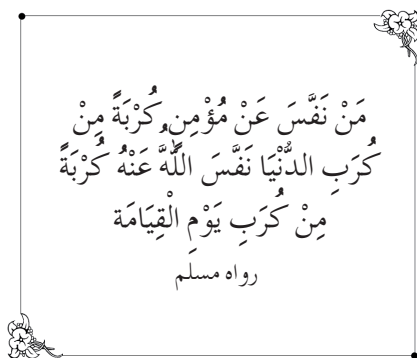 مَنْ نَفَّسَ عَنْ مُؤْمِنٍ كُرْبَةً مِنْ
كُرَبِ الدُّنْيَا نَفَّسَ اللَّهُ عَنْهُ كُرْبَةً
مِنْ كُرَبِ يَوْمِ الْقِيَامَة
رواه مسلم